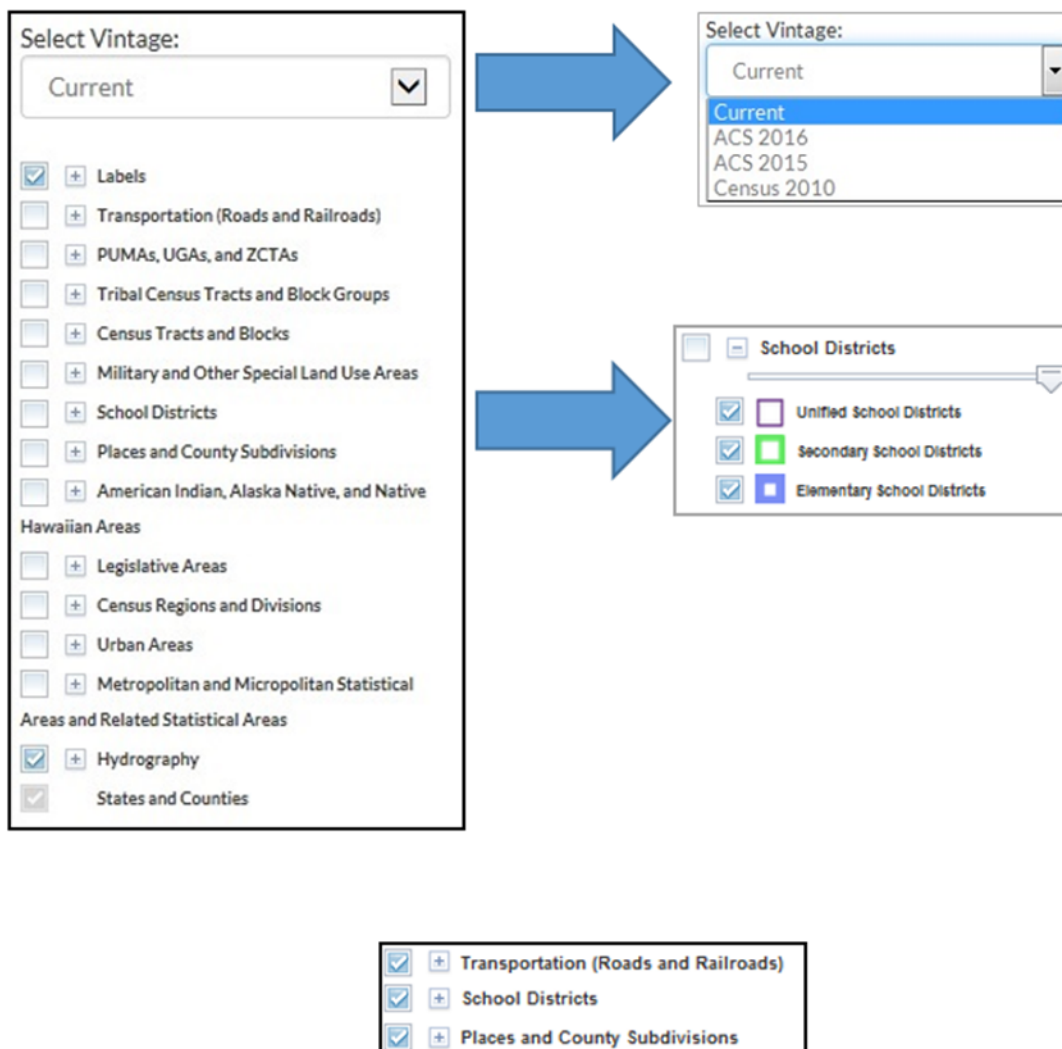 Select Vintage:
Current
Labels
Transportation (Roads and Railroads)
PUMAs, UGAs, and ZCTAs
Tribal Census Tracts and Block Groups
Census Tracts and Blocks
Military and Other Special Land Use Areas
School Districts
Places and County Subdivisions
American Indian, Alaska Native, and Native
Hawaiian Areas
Legislative Areas
Census Regions and Divisions
Urban Areas
Metropolitan and Micropolitan Statistical
Areas and Related Statistical Areas
Hydrography
States and Counties
Select Vintage:
Current
Current
ACS 2016
ACS 2015
Census 2010
School Districts
Unified School Districts
Secondary School Districts
Elementary School Districts
Transportation (Roads and Railroads)
School Districts
Places and County Subdivisions